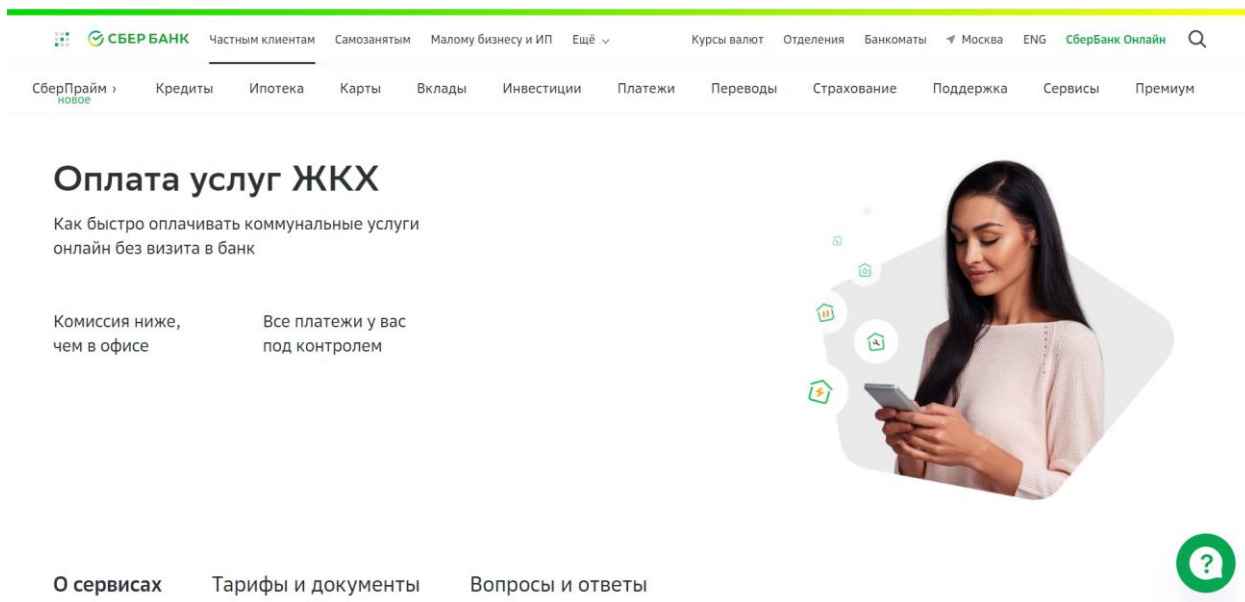 СБЕР БАНК Частным клиентам Самозанятым Малому бизнесу и ИП Ещё Курсы валют Отделения Банкоматы Москва ENG СберБанк Онлайн
СберПрайм › Кредиты Ипотека Карты Вклады Инвестиции Платежи Переводы Страхование Поддержка Сервисы Премиум
новое
Оплата услуг ЖКХ
Как быстро оплачивать коммунальные услуги
онлайн без визита в банк
Комиссия ниже,
чем в офисе
Все платежи у вас
под контролем
О сервисах Тарифы и документы Вопросы и ответы
?